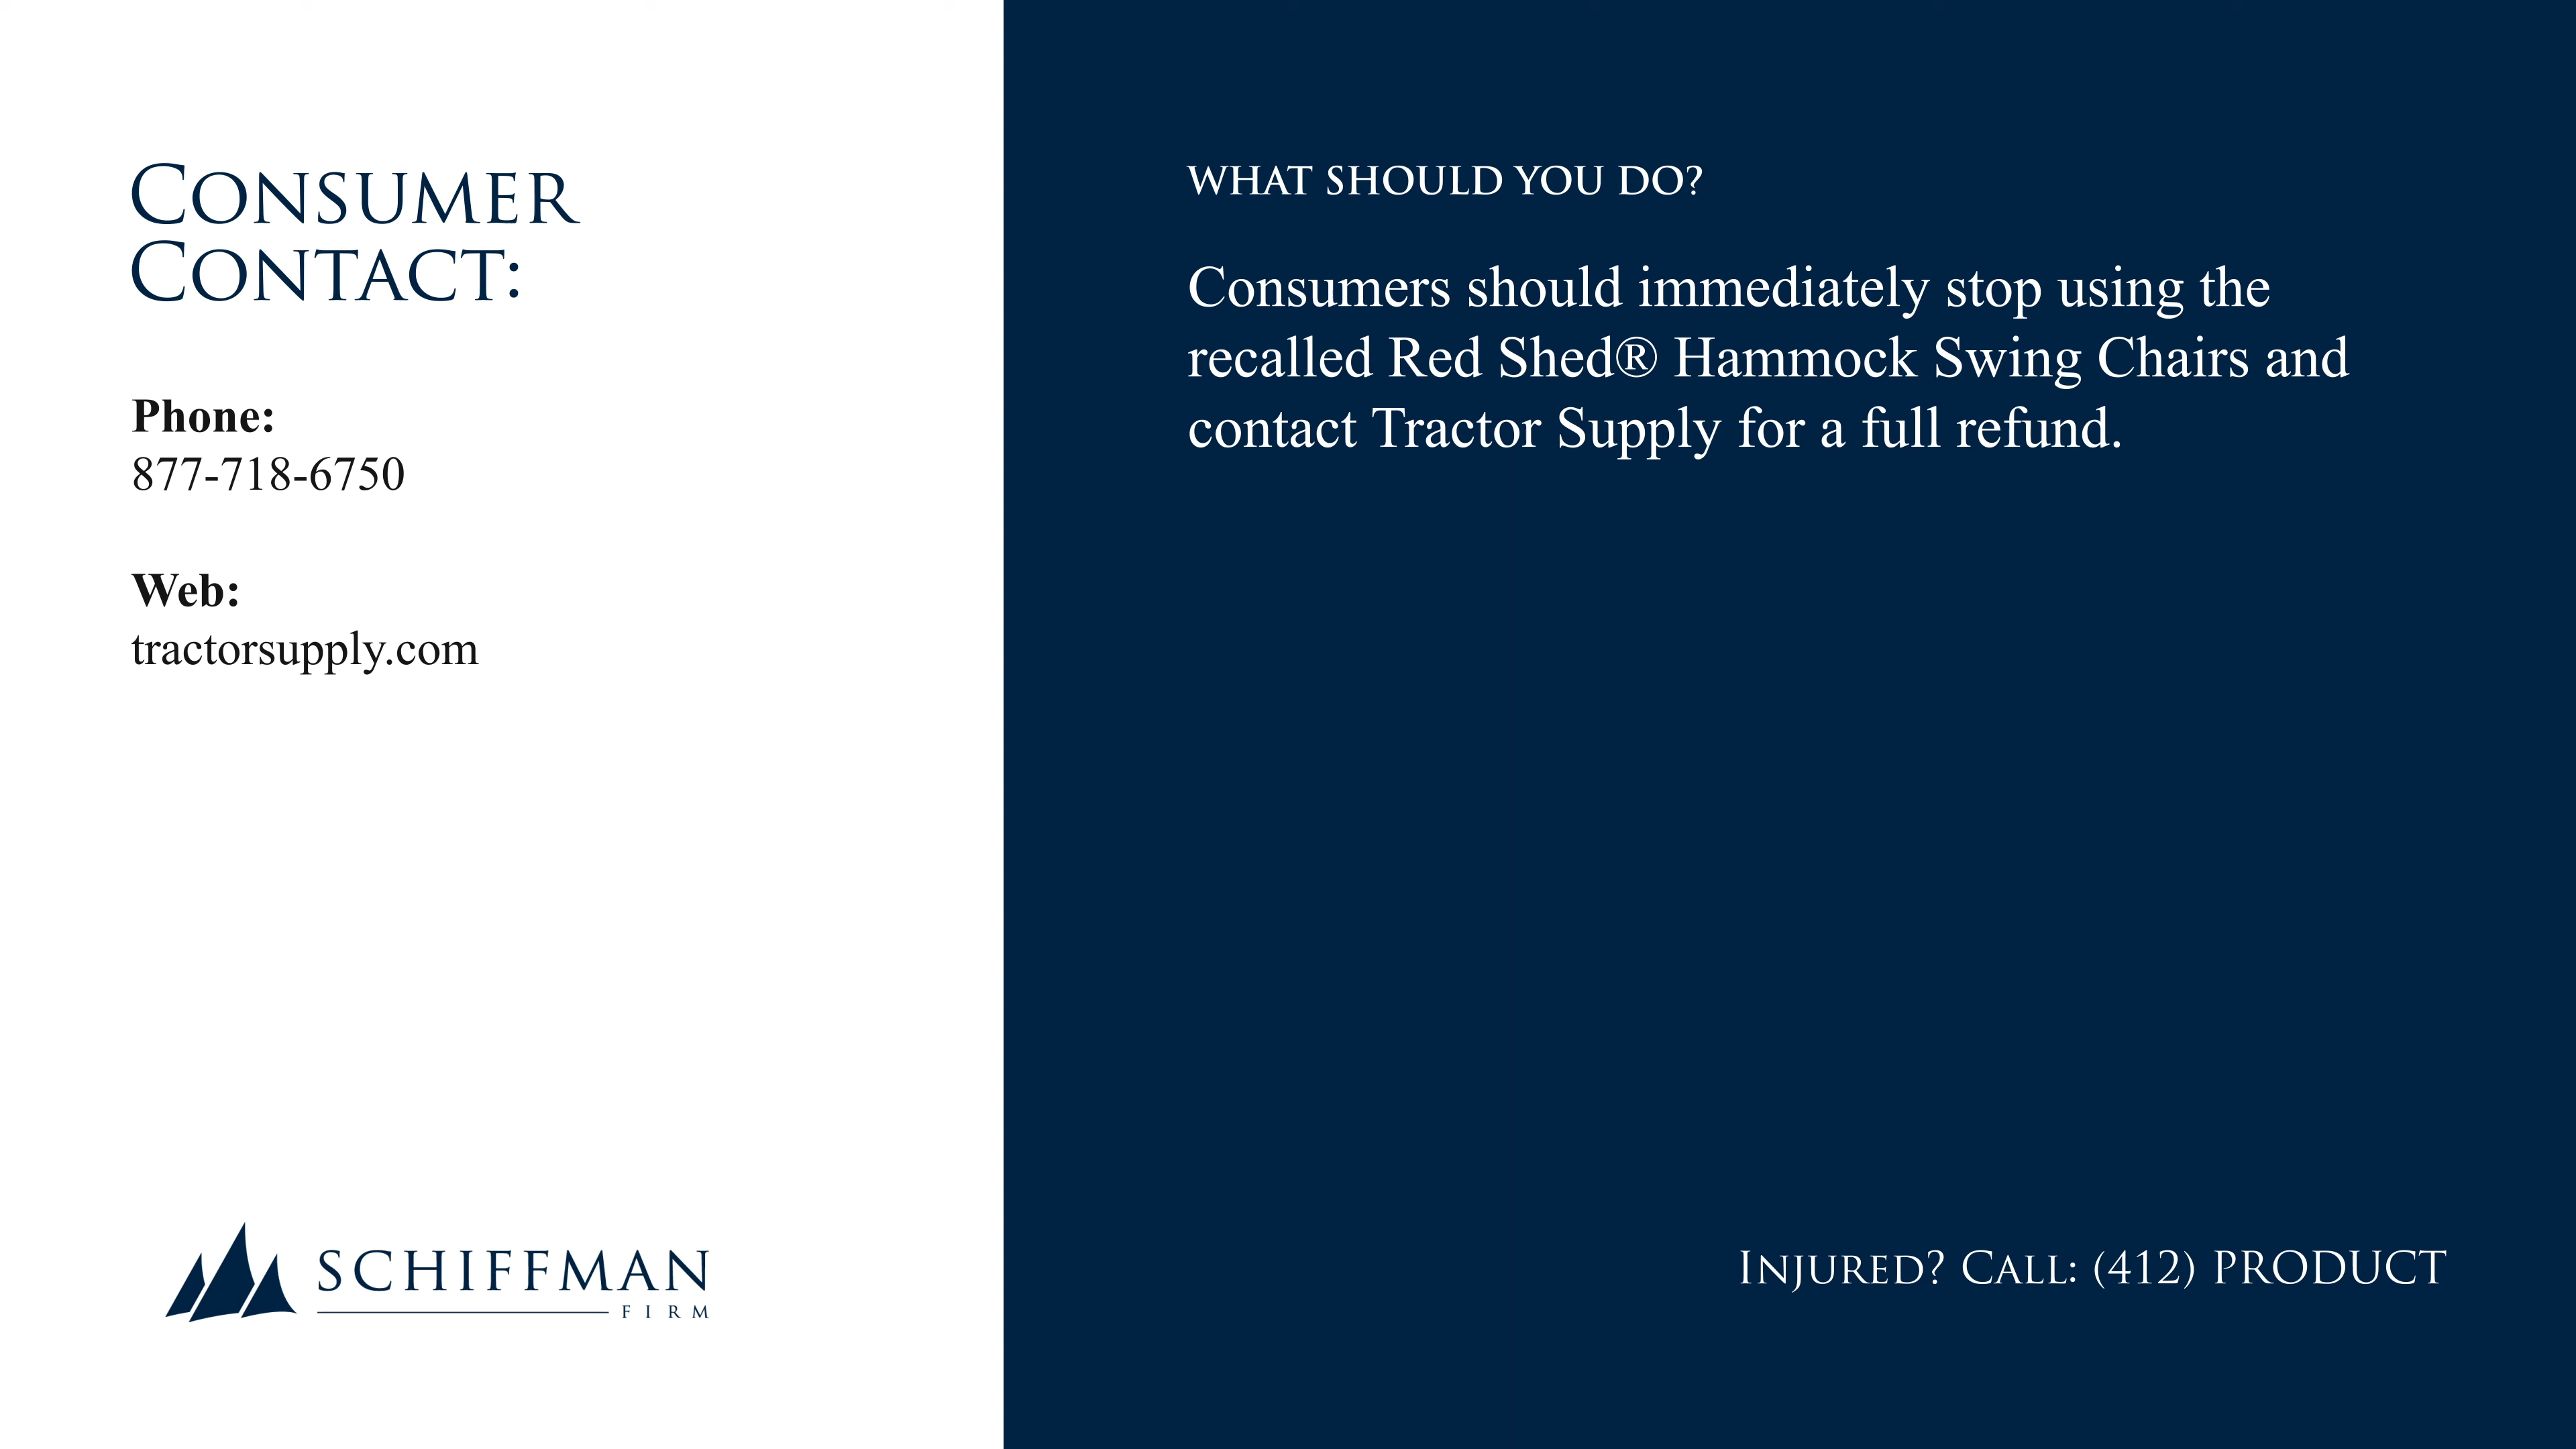 CONSUMER
CONTACT:
Phone:
877-718-6750
Web:
tractorsupply.com
SCHIFFMAN
FIRM
WHAT SHOULD YOU DO?
Consumers should immediately stop using the
recalled Red Shed® Hammock Swing Chairs and
contact Tractor Supply for a full refund.
INJURED? CALL: (412) PRODUCT